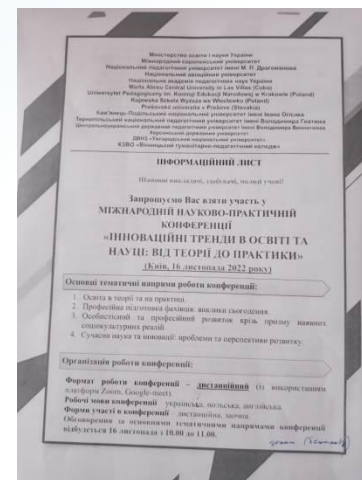 Міністерство освіти і науки України
Міжнародний європейський університет
Національний педагогічний університет імені М. П. Драгоманова
Національний авіаційний університет
Національна академія педагогічних наук України
Marta Abreu Central University in Las Villas (Cuba)
Uniwersytet Pedagogiczny im. Komisji Edukacji Narodowej w Krakowie (Poland)
Kujawska Szkoła Wyższa we Włocławku (Poland)
Prešovská univerzita v Prešove (Slovakia)
Кам'янець-Подільський національний університет імені Івана Огієнка
Тернопільський національний педагогічний університет імені Володимира Гнатюка
Центральноукраїнський державний педагогічний університет імені Володимира Винниченка
Херсонський державний університет
ДВНЗ «Ужгородський національний університет»
КЗВО «Вінницький гуманітарно-педагогічний коледж»
ІНФОРМАЦІЙНИЙ ЛИСТ
Шановні викладачі, здобувачі, молоді учені!
Запрошуємо Вас взяти участь у
МІЖНАРОДНІЙ НАУКОВО-ПРАКТИЧНІЙ
КОНФЕРЕНЦІЇ
«ІННОВАЦІЙНІ ТРЕНДИ В ОСВІТІ ТА
НАУЦІ: ВІД ТЕОРІЇ ДО ПРАКТИКИ»
(Київ, 16 листопада 2022 року)
Основні тематичні напрями роботи конференції:
1. Освіта в теорії та на практиці.
2. Професійна підготовка фахівця: виклики сьогодення.
3. Особистісний та професійний розвиток крізь призму наявних
соціокультурних реалій.
4. Сучасна наука та інновації: проблеми та перспективи розвитку.
Організація роботи конференції:
Формат роботи конференції – дистанційний (із використанням
платформ Zoom, Google-meet).
Робочі мови конференції українська, польська, англійська.
Форми участі в конференції дистанційна, заочна.
Обговорення за основними тематичними напрямами конференції
відбудеться 16 листопада з 10.00 до 11.00.